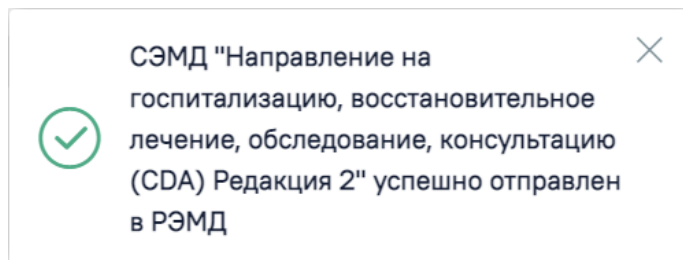 СЭМД "Направление на
госпитализацию, восстановительное
лечение, обследование, консультацию
(CDA) Редакция 2" успешно отправлен
в РЭМД